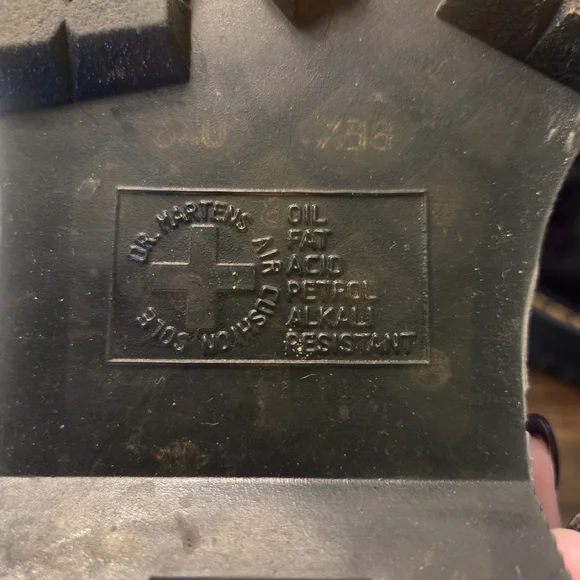 DR. MARTENS AIR CUSHION SOLE
OIL
FAT
ACID
PETROL
ALKALI
RESISTANT